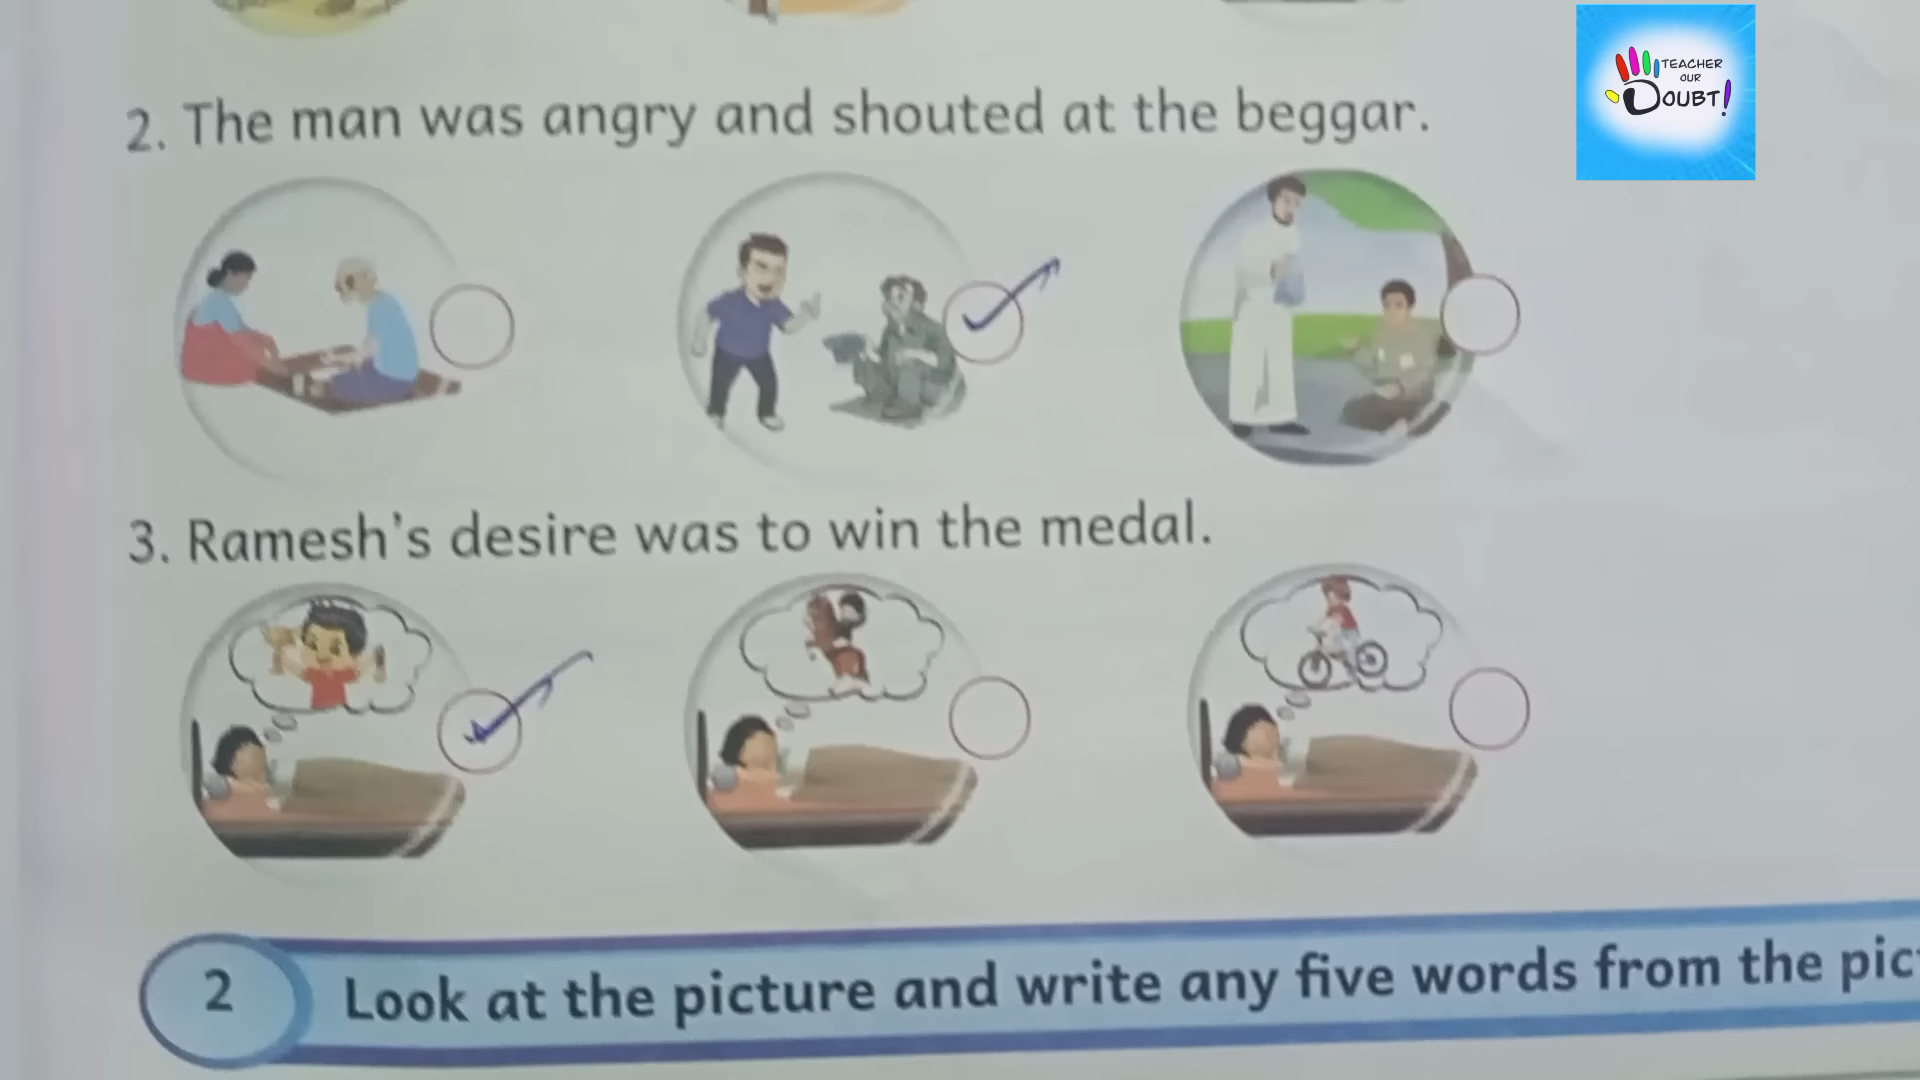 TEACHER
OUR
DOUBT!
2. The man was angry and shouted at the beggar.
3. Ramesh's desire was to win the medal.
2 Look at the picture and write any five words from the pic